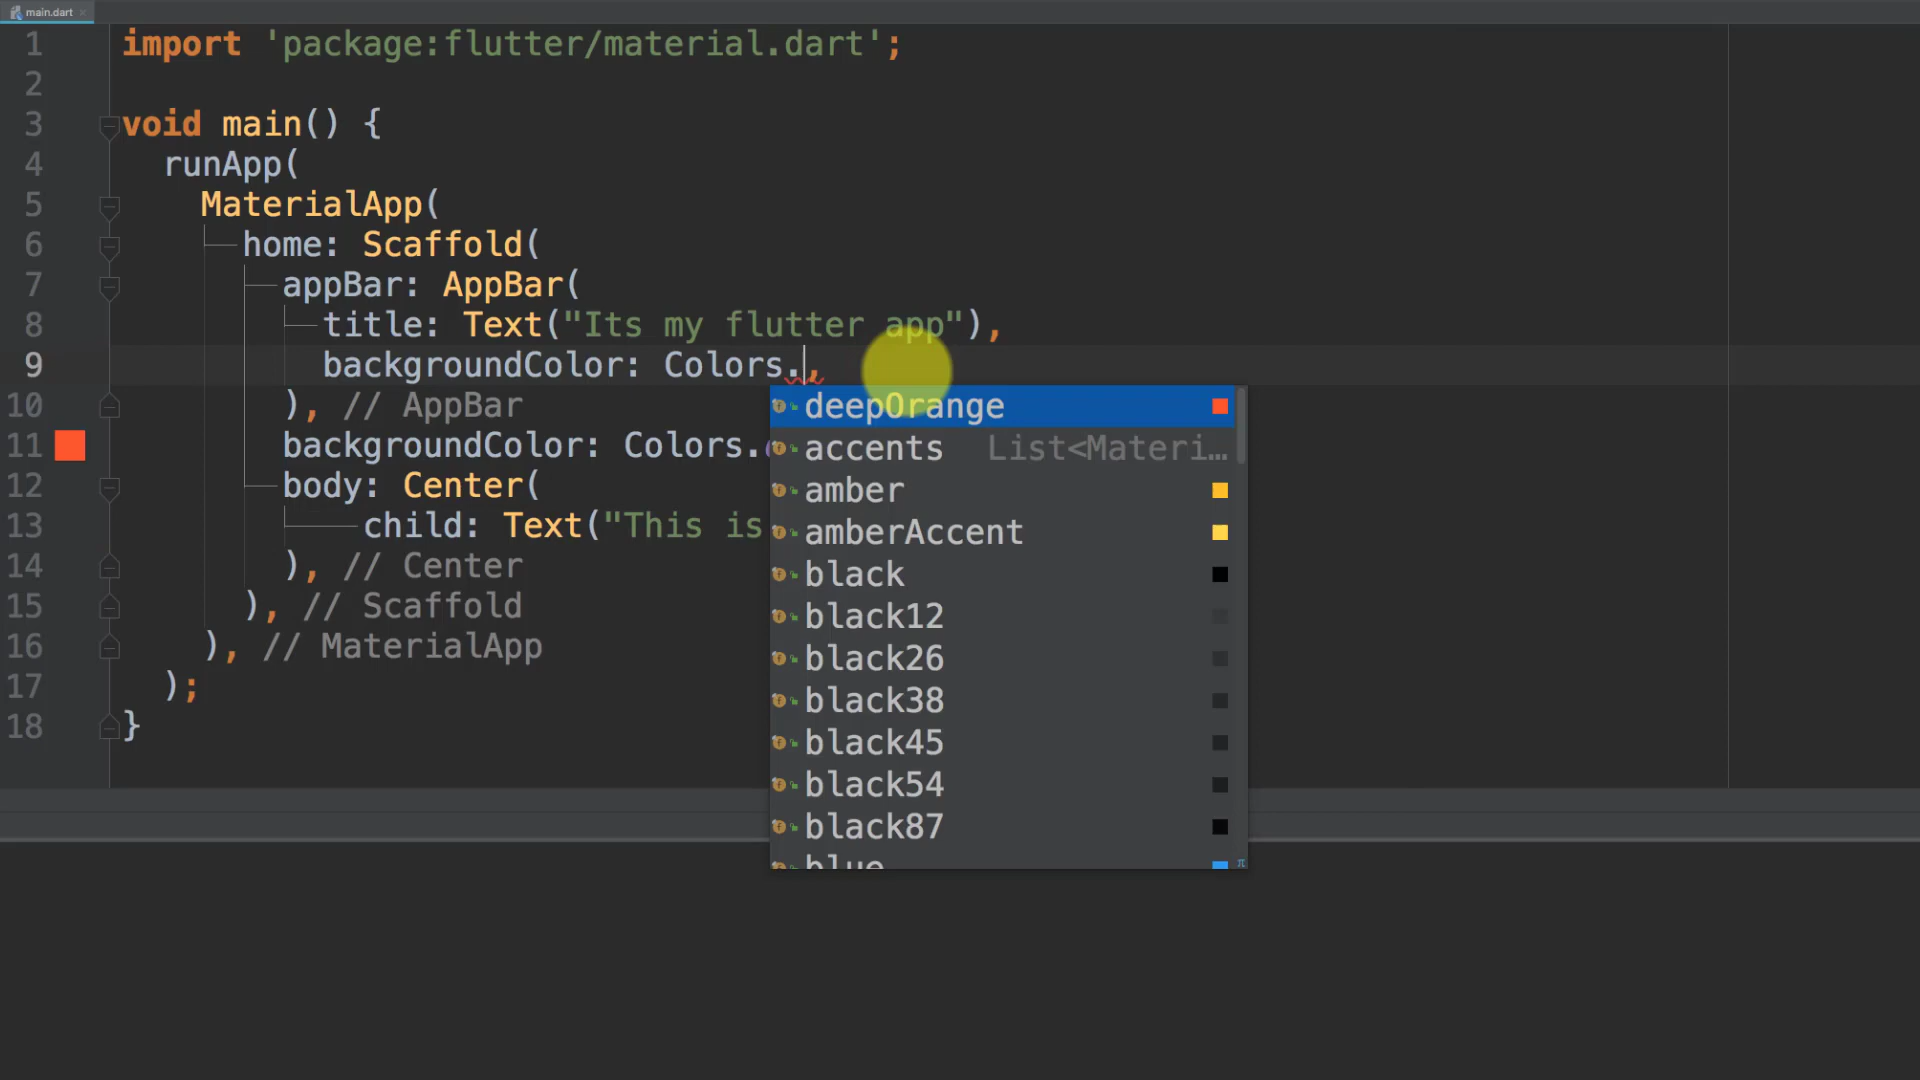 main.dart
1 import 'package:flutter/material.dart';
2
3 void main() {
4 runApp(
5 MaterialApp(
6 home: Scaffold(
7 appBar: AppBar(
8 title: Text("Its my flutter app"),
9 backgroundColor: Colors.,
10 ), // AppBar
11 backgroundColor: Colors.
12 body: Center(
13 child: Text("This is
14 ), // Center
15 ), // Scaffold
16 ), // MaterialApp
17 );
18 }
deepOrange
accents List<Materi…
amber
amberAccent
black
black12
black26
black38
black45
black54
black87
blue
π